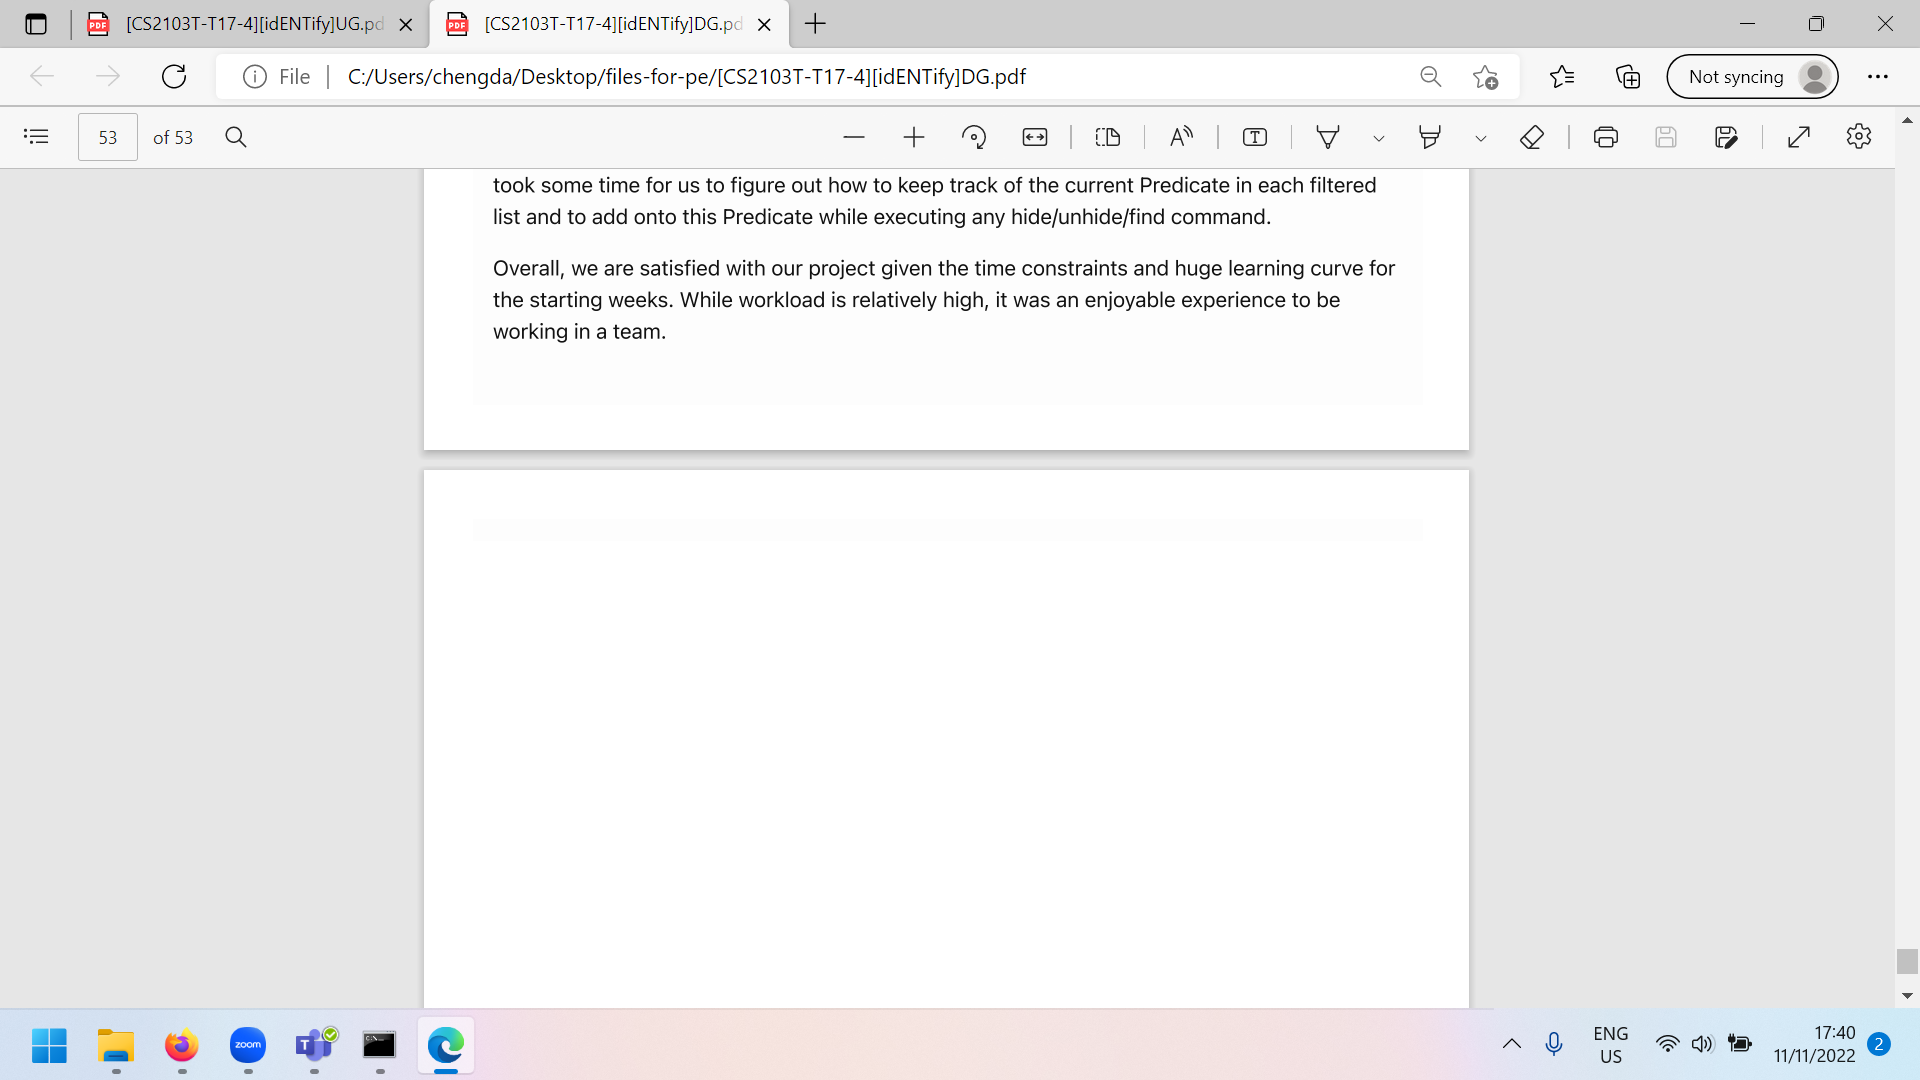 [CS2103T-T17-4][idENTify]UG.pd
[CS2103T-T17-4][idENTify]DG.pd
File
C:/Users/chengda/Desktop/files-for-pe/[CS2103T-T17-4][idENTify]DG.pdf
Not syncing
53
of 53
took some time for us to figure out how to keep track of the current Predicate in each filtered
list and to add onto this Predicate while executing any hide/unhide/find command.
Overall, we are satisfied with our project given the time constraints and huge learning curve for
the starting weeks. While workload is relatively high, it was an enjoyable experience to be
working in a team.
zoom
ENG
US
17:40
11/11/2022
2